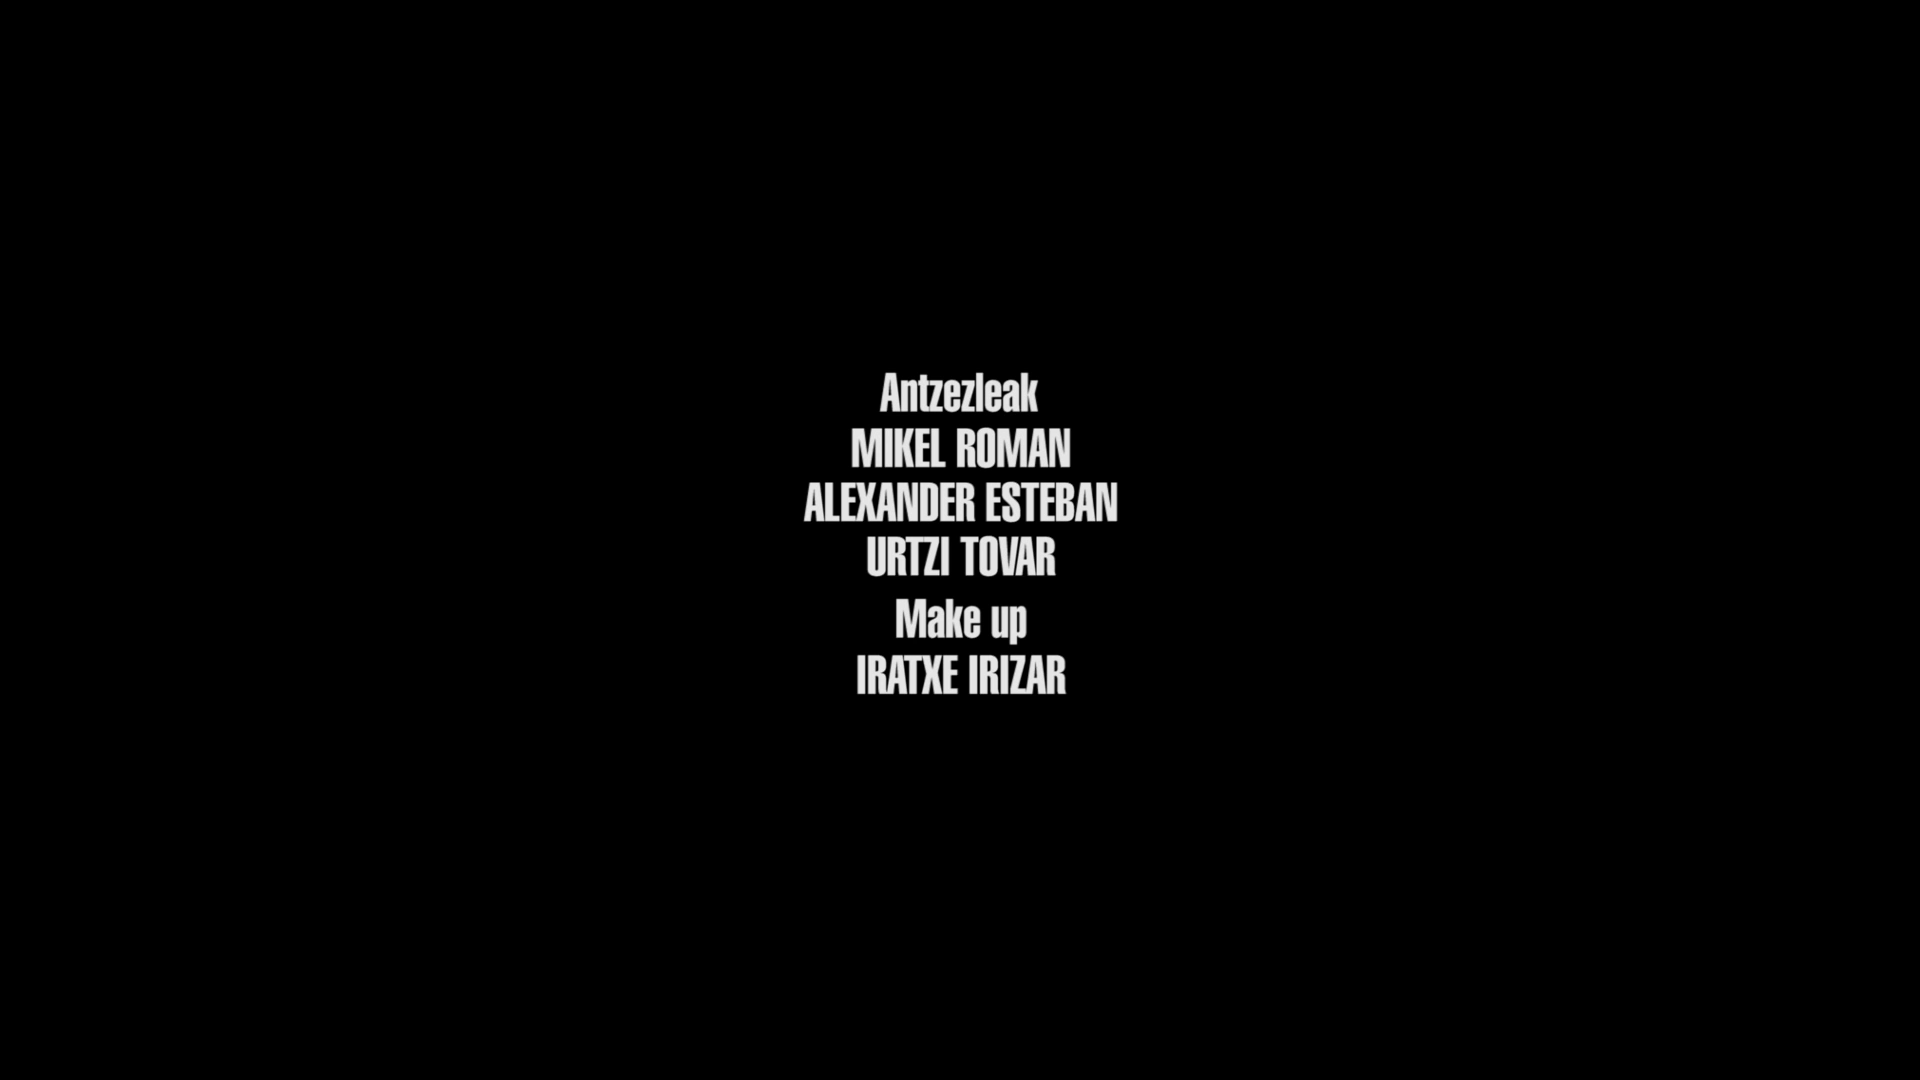 Antzezleak
MIKEL ROMAN
ALEXANDER ESTEBAN
URTZI TOVAR
Make up
IRATXE IRIZAR